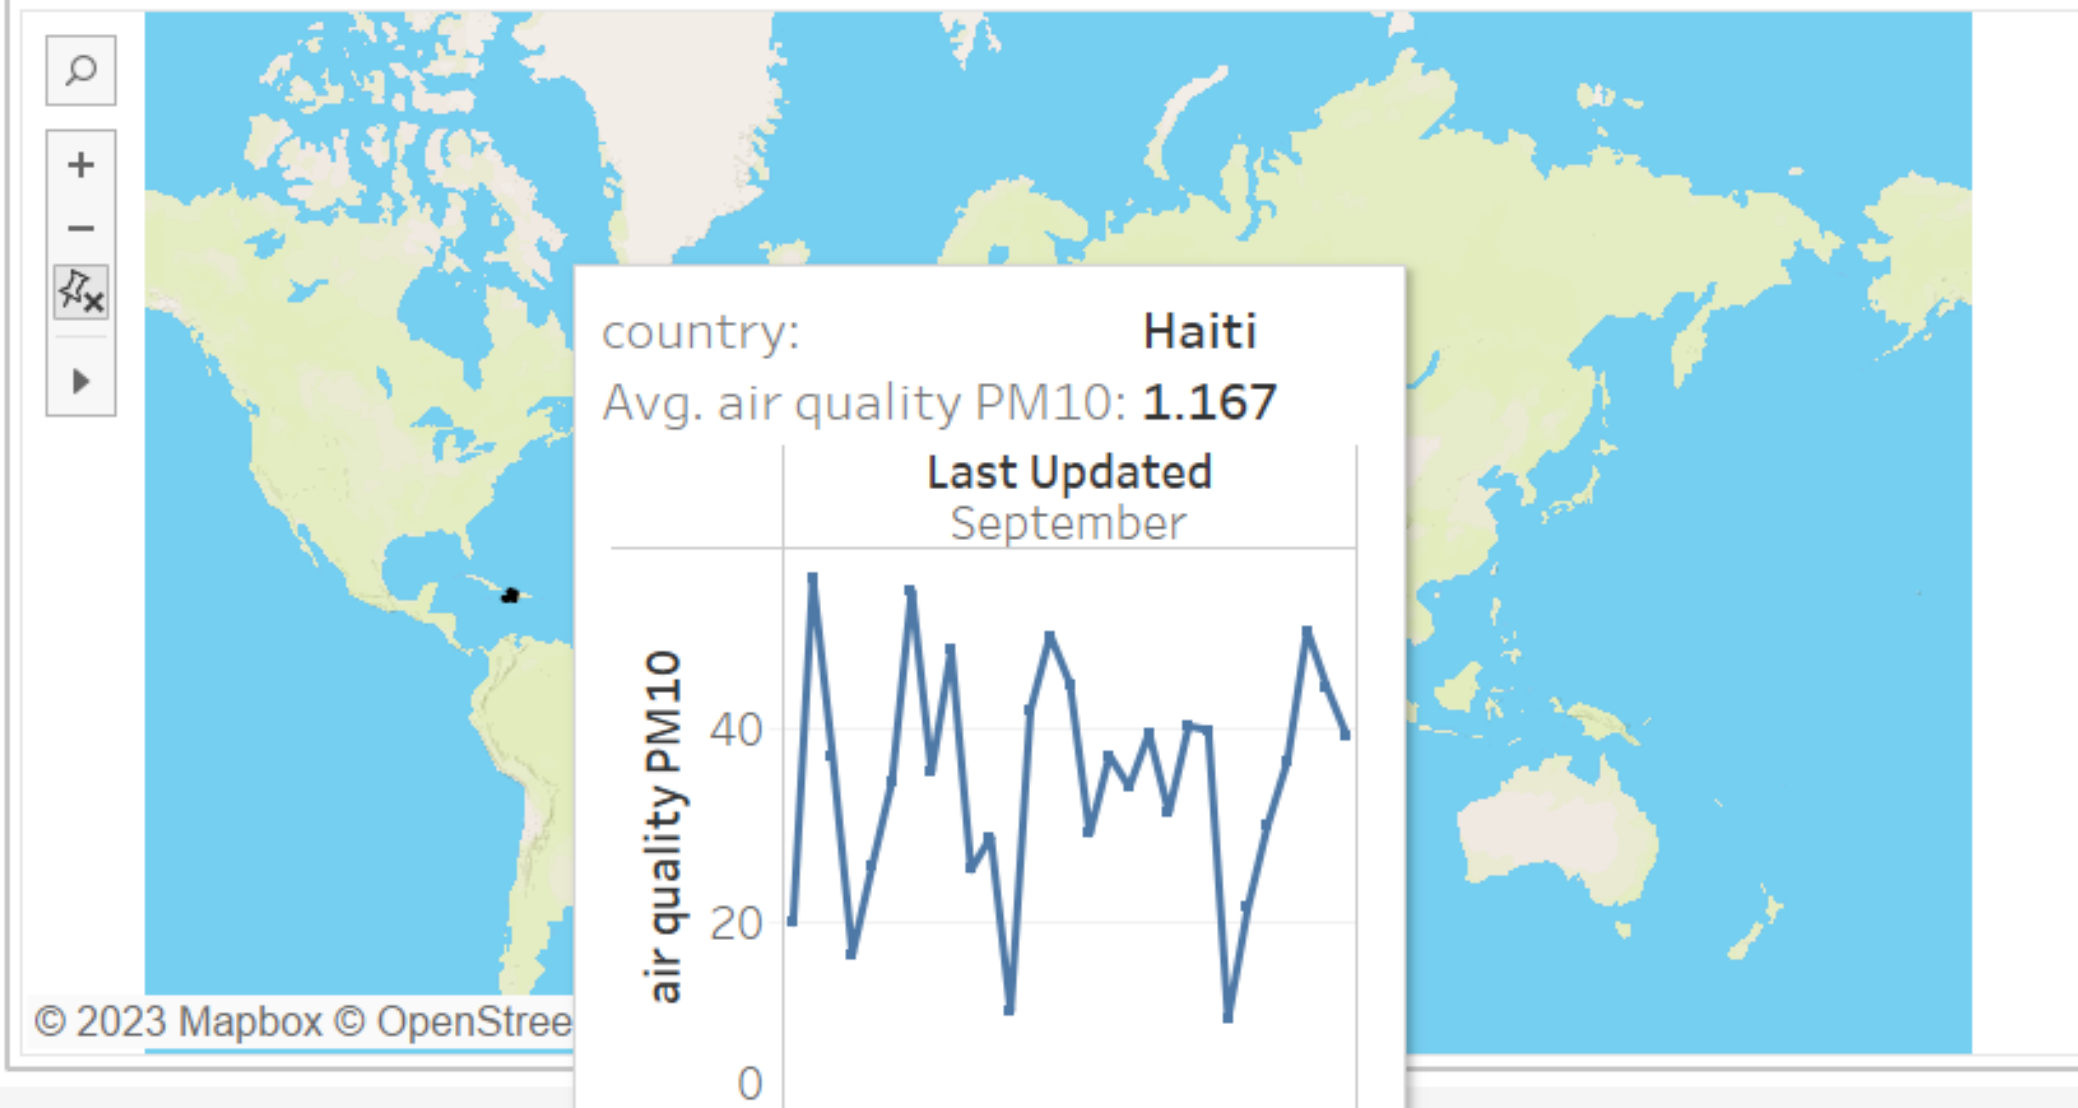 country: Haiti
Avg. air quality PM10: 1.167
Last Updated
September
air quality PM10
40
20
0
© 2023 Mapbox © OpenStree